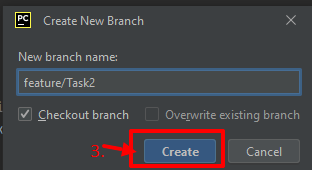 PC
Create New Branch
New branch name:
feature/Task2
Checkout branch
Overwrite existing branch
3.
Create
Cancel